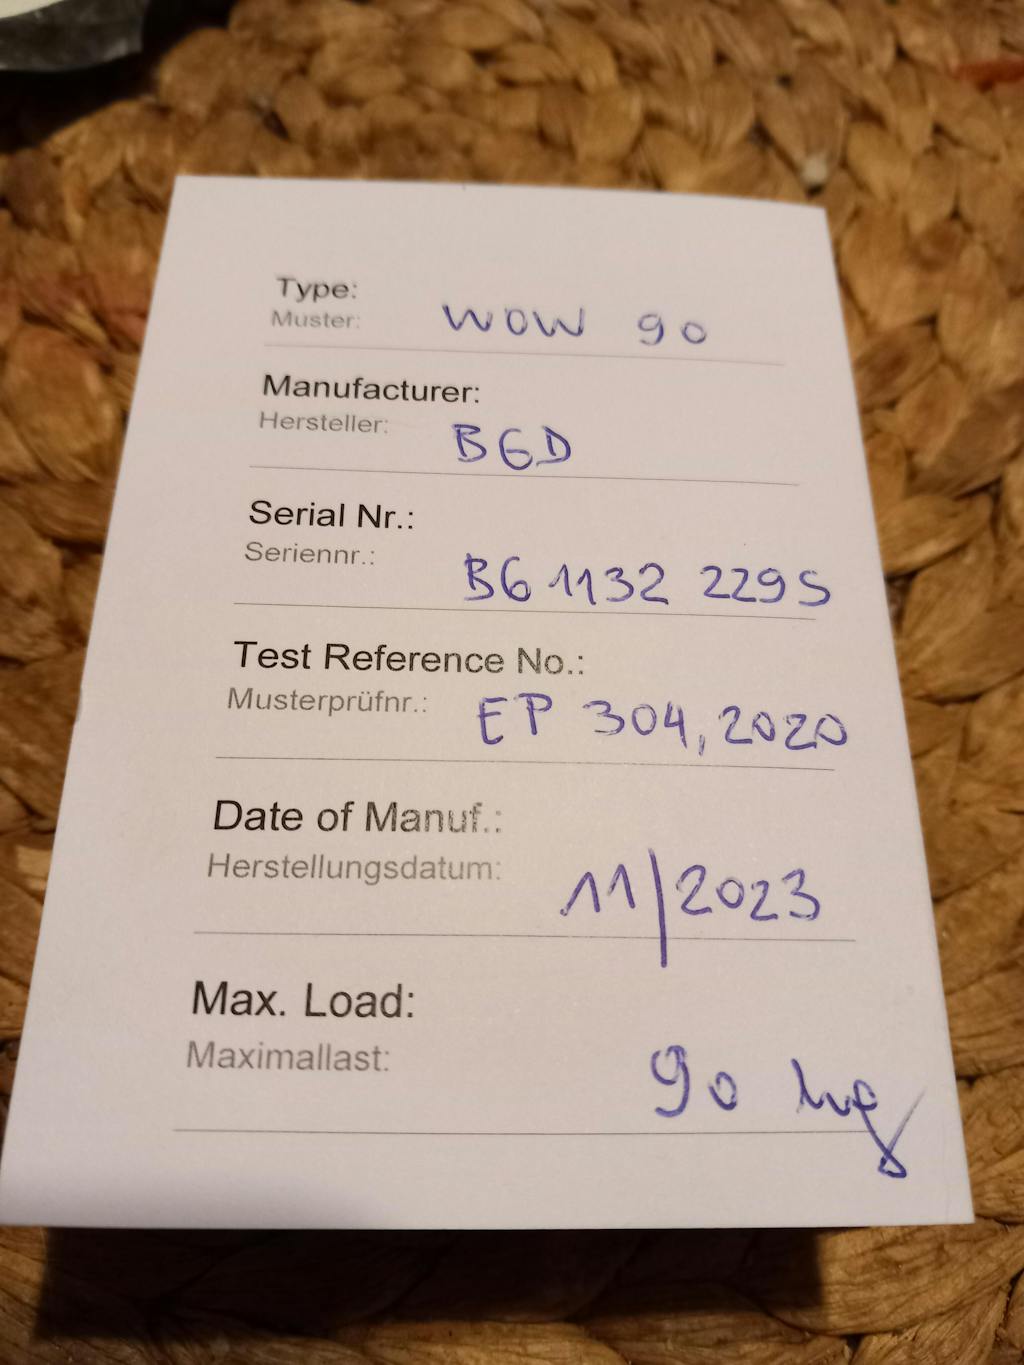 Type:
Muster: WOW 90
Manufacturer:
Hersteller: BGD
Serial Nr.:
Seriennr.: BG 1132 229S
Test Reference No.:
Musterprüfnr.: EP 304, 2020
Date of Manuf.:
Herstellungsdatum: 11/2023
Max. Load:
Maximallast: 90 kg